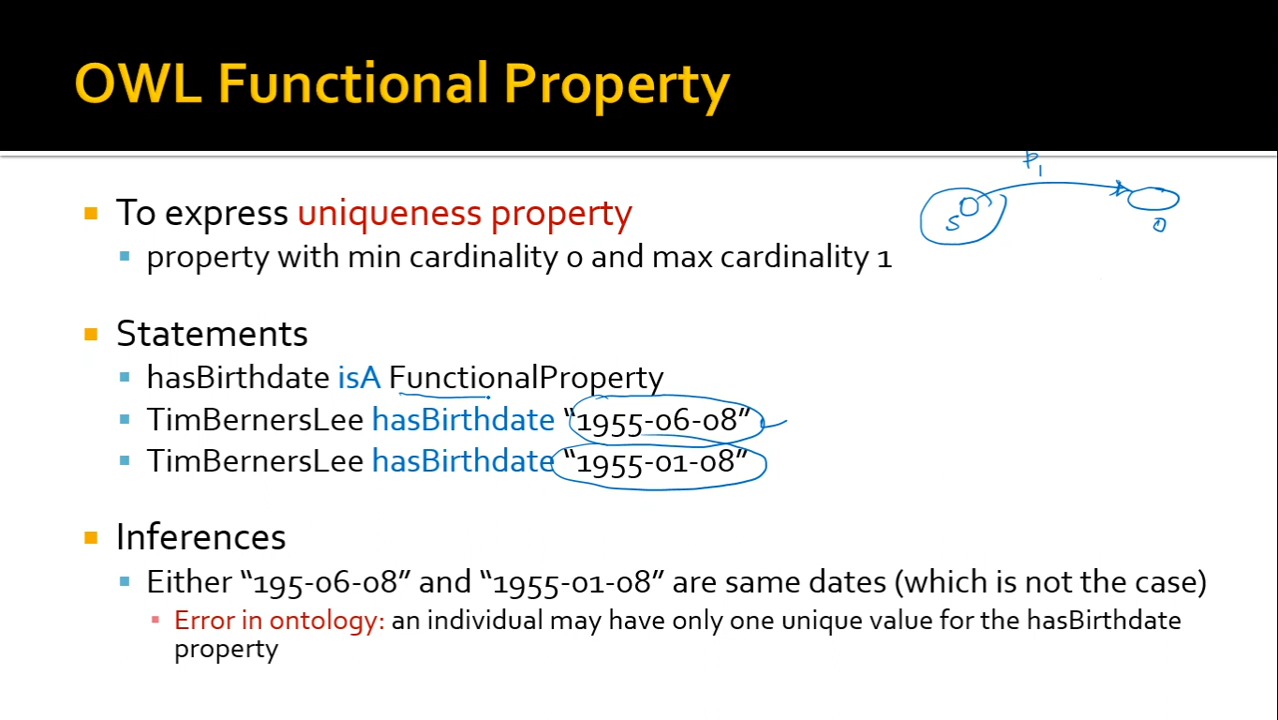 OWL Functional Property
P1
S
O
To express uniqueness property
property with min cardinality 0 and max cardinality 1
Statements
hasBirthdate isA FunctionalProperty
TimBernersLee hasBirthdate “1955-06-08”
TimBernersLee hasBirthdate “1955-01-08”
Inferences
Either “195-06-08” and “1955-01-08” are same dates (which is not the case)
Error in ontology: an individual may have only one unique value for the hasBirthdate
property